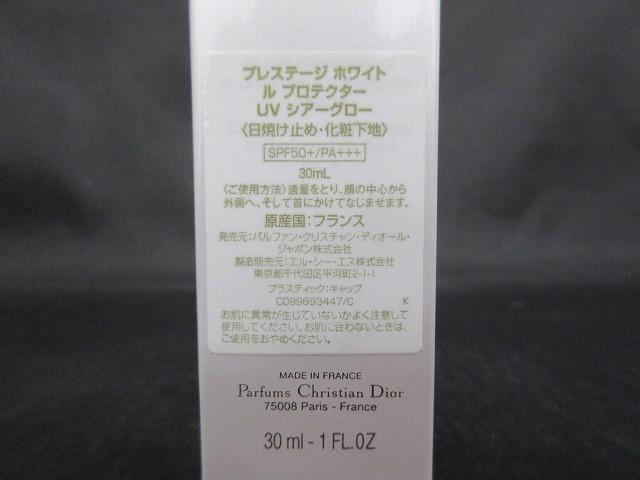 プレステージ ホワイト
ル プロテクター
UV シアーグロー
〈日焼け止め・化粧下地〉
SPF50+/PA+++
30mL
〈ご使用方法〉適量をとり、顔の中心から
外側へ、そして首にかけてなじませます。
原産国：フランス
発売元：パルファン・クリスチャン・ディオール・
ジャポン株式会社
製造販売元：エル・シー・エス株式会社
東京都千代田区平河町2-1-1
プラスティック：キャップ
C099693447/C K
お肌に異常が生じていないかよく注意して
使用してください。お肌に合わないときは、
ご使用をおやめください。
MADE IN FRANCE
Parfums Christian Dior
75008 Paris - France
30 ml - 1 FL.OZ